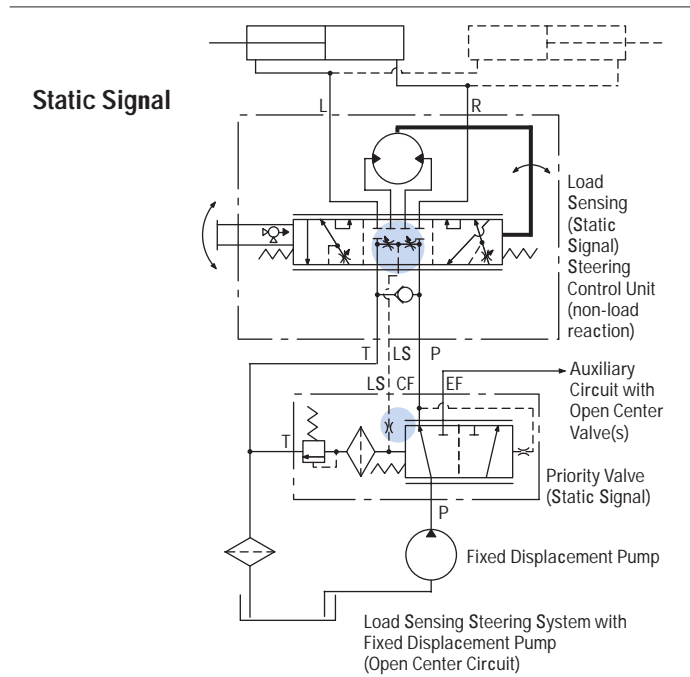 Static Signal
L
R
Load
Sensing
(Static
Signal)
Steering
Control Unit
(non-load
reaction)
T LS P
LS CF EF
Auxiliary
Circuit with
Open Center
Valve(s)
T
Priority Valve
(Static Signal)
P
Fixed Displacement Pump
Load Sensing Steering System with
Fixed Displacement Pump
(Open Center Circuit)